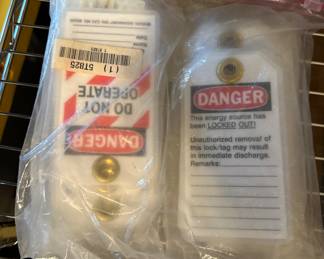 (1) 5TB25
DO NOT
OPERATE
DANGER
DANGER
This energy source has
been LOCKED OUT!
Unauthorized removal of
this lock/tag may result
in immediate discharge.
Remarks: